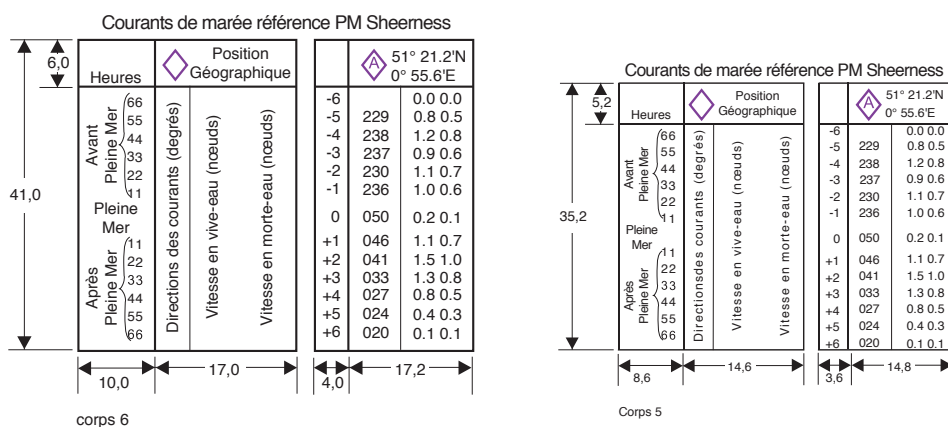 Courants de marée référence PM Sheerness
6,0
Heures
Position
Géographique
A
51° 21.2'N
0° 55.6'E
41,0
Avant
Pleine Mer
66
55
44
33
22
11
Pleine
Mer
Après
Pleine Mer
11
22
33
44
55
66
Directions des courants (degrés)
Vitesse en vive-eau (nœuds)
Vitesse en morte-eau (nœuds)
-6 0.0 0.0
-5 229 0.8 0.5
-4 238 1.2 0.8
-3 237 0.9 0.6
-2 230 1.1 0.7
-1 236 1.0 0.6
0 050 0.2 0.1
+1 046 1.1 0.7
+2 041 1.5 1.0
+3 033 1.3 0.8
+4 027 0.8 0.5
+5 024 0.4 0.3
+6 020 0.1 0.1
10,0
17,0
4,0
17,2
corps 6
Courants de marée référence PM Sheerness
5,2
Heures
Position
Géographique
A
51° 21.2'N
0° 55.6'E
35,2
Avant
Pleine Mer
66
55
44
33
22
11
Pleine
Mer
Après
Pleine Mer
11
22
33
44
55
66
Directionsdes courants (degrés)
Vitesse en vive-eau (nœuds)
Vitesse en morte-eau (nœuds)
-6 0.0 0.0
-5 229 0.8 0.5
-4 238 1.2 0.8
-3 237 0.9 0.6
-2 230 1.1 0.7
-1 236 1.0 0.6
0 050 0.2 0.1
+1 046 1.1 0.7
+2 041 1.5 1.0
+3 033 1.3 0.8
+4 027 0.8 0.5
+5 024 0.4 0.3
+6 020 0.1 0.1
8,6
14,6
3,6
14,8
Corps 5